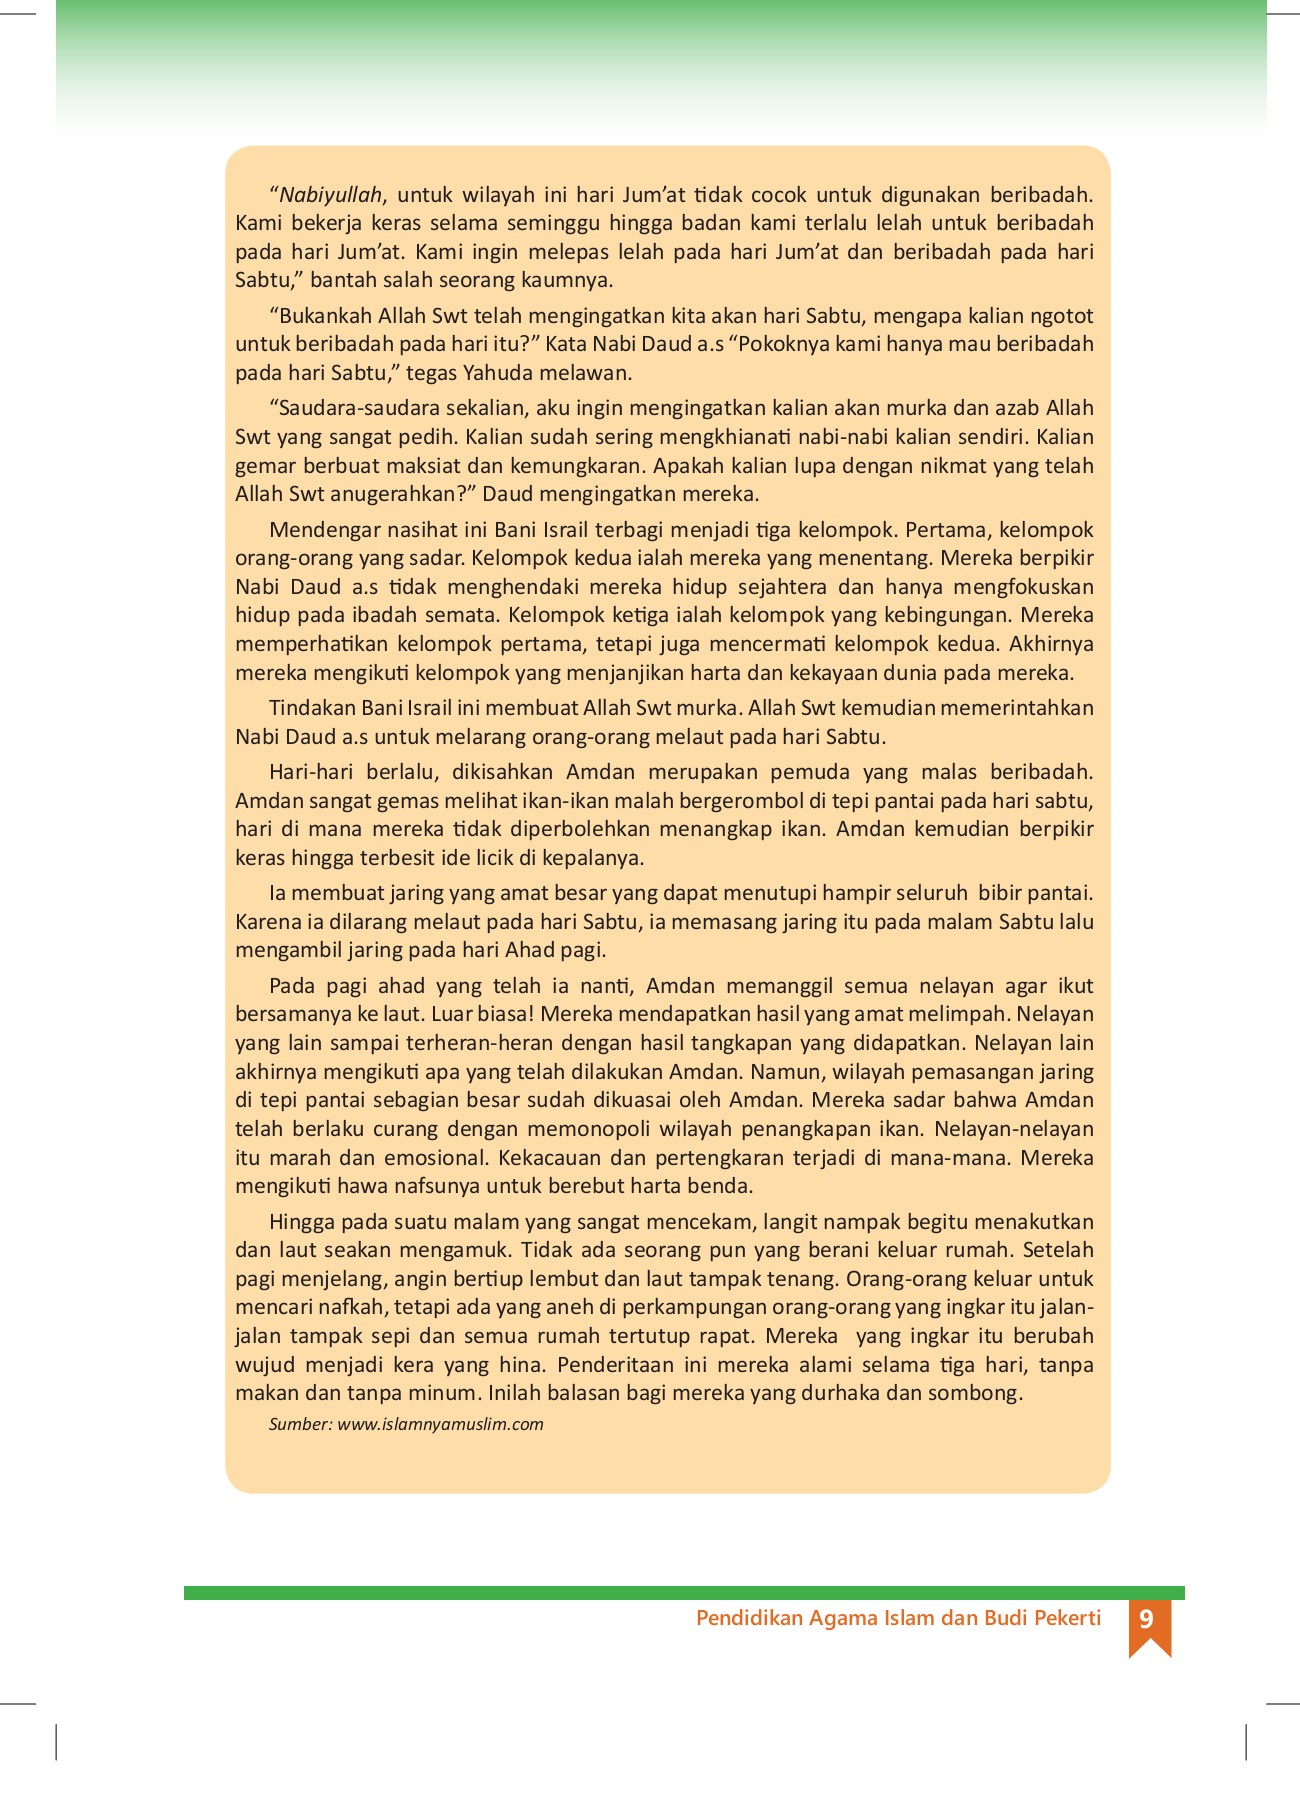 “Nabiyullah, untuk wilayah ini hari Jum’at tidak cocok untuk digunakan beribadah.
Kami bekerja keras selama seminggu hingga badan kami terlalu lelah untuk beribadah
pada hari Jum’at. Kami ingin melepas lelah pada hari Jum’at dan beribadah pada hari
Sabtu,” bantah salah seorang kaumnya.
“Bukankah Allah Swt telah mengingatkan kita akan hari Sabtu, mengapa kalian ngotot
untuk beribadah pada hari itu?” Kata Nabi Daud a.s “Pokoknya kami hanya mau beribadah
pada hari Sabtu,” tegas Yahuda melawan.
“Saudara-saudara sekalian, aku ingin mengingatkan kalian akan murka dan azab Allah
Swt yang sangat pedih. Kalian sudah sering mengkhianati nabi-nabi kalian sendiri. Kalian
gemar berbuat maksiat dan kemungkaran. Apakah kalian lupa dengan nikmat yang telah
Allah Swt anugerahkan?” Daud mengingatkan mereka.
Mendengar nasihat ini Bani Israil terbagi menjadi tiga kelompok. Pertama, kelompok
orang-orang yang sadar. Kelompok kedua ialah mereka yang menentang. Mereka berpikir
Nabi Daud a.s tidak menghendaki mereka hidup sejahtera dan hanya mengfokuskan
hidup pada ibadah semata. Kelompok ketiga ialah kelompok yang kebingungan. Mereka
memperhatikan kelompok pertama, tetapi juga mencermati kelompok kedua. Akhirnya
mereka mengikuti kelompok yang menjanjikan harta dan kekayaan dunia pada mereka.
Tindakan Bani Israil ini membuat Allah Swt murka. Allah Swt kemudian memerintahkan
Nabi Daud a.s untuk melarang orang-orang melaut pada hari Sabtu.
Hari-hari berlalu, dikisahkan Amdan merupakan pemuda yang malas beribadah.
Amdan sangat gemas melihat ikan-ikan malah bergerombol di tepi pantai pada hari sabtu,
hari di mana mereka tidak diperbolehkan menangkap ikan. Amdan kemudian berpikir
keras hingga terbesit ide licik di kepalanya.
Ia membuat jaring yang amat besar yang dapat menutupi hampir seluruh bibir pantai.
Karena ia dilarang melaut pada hari Sabtu, ia memasang jaring itu pada malam Sabtu lalu
mengambil jaring pada hari Ahad pagi.
Pada pagi ahad yang telah ia nanti, Amdan memanggil semua nelayan agar ikut
bersamanya ke laut. Luar biasa! Mereka mendapatkan hasil yang amat melimpah. Nelayan
yang lain sampai terheran-heran dengan hasil tangkapan yang didapatkan. Nelayan lain
akhirnya mengikuti apa yang telah dilakukan Amdan. Namun, wilayah pemasangan jaring
di tepi pantai sebagian besar sudah dikuasai oleh Amdan. Mereka sadar bahwa Amdan
telah berlaku curang dengan memonopoli wilayah penangkapan ikan. Nelayan-nelayan
itu marah dan emosional. Kekacauan dan pertengkaran terjadi di mana-mana. Mereka
mengikuti hawa nafsunya untuk berebut harta benda.
Hingga pada suatu malam yang sangat mencekam, langit nampak begitu menakutkan
dan laut seakan mengamuk. Tidak ada seorang pun yang berani keluar rumah. Setelah
pagi menjelang, angin bertiup lembut dan laut tampak tenang. Orang-orang keluar untuk
mencari nafkah, tetapi ada yang aneh di perkampungan orang-orang yang ingkar itu jalan-
jalan tampak sepi dan semua rumah tertutup rapat. Mereka yang ingkar itu berubah
wujud menjadi kera yang hina. Penderitaan ini mereka alami selama tiga hari, tanpa
makan dan tanpa minum. Inilah balasan bagi mereka yang durhaka dan sombong.
Sumber: www.islamnyamuslim.com
Pendidikan Agama Islam dan Budi Pekerti
9